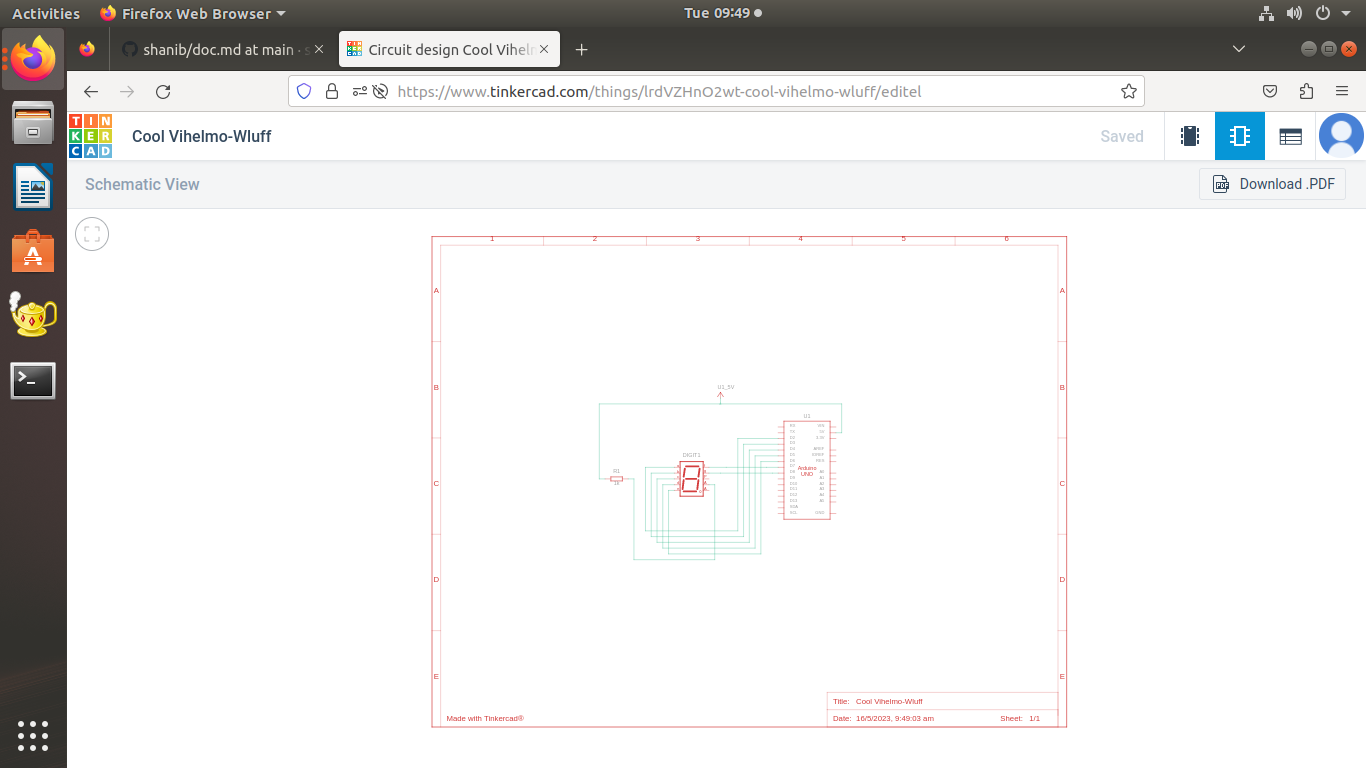 Activities
Firefox Web Browser
Tue 09:49
shanib/doc.md at main · s
Circuit design Cool Vihelm
https://www.tinkercad.com/things/lrdVZHnO2wt-cool-vihelmo-wluff/editel
TIN
KER
CAD
Cool Vihelmo-Wluff
Saved
Schematic View
PDF
Download .PDF
1 2 3 4 5 6
A A
B B
U1_5V
U1
DIGIT1
R1
Arduino
UNO
C C
D D
E E
Title: Cool Vihelmo-Wluff
Made with Tinkercad®
Date: 16/5/2023, 9:49:03 am
Sheet: 1/1